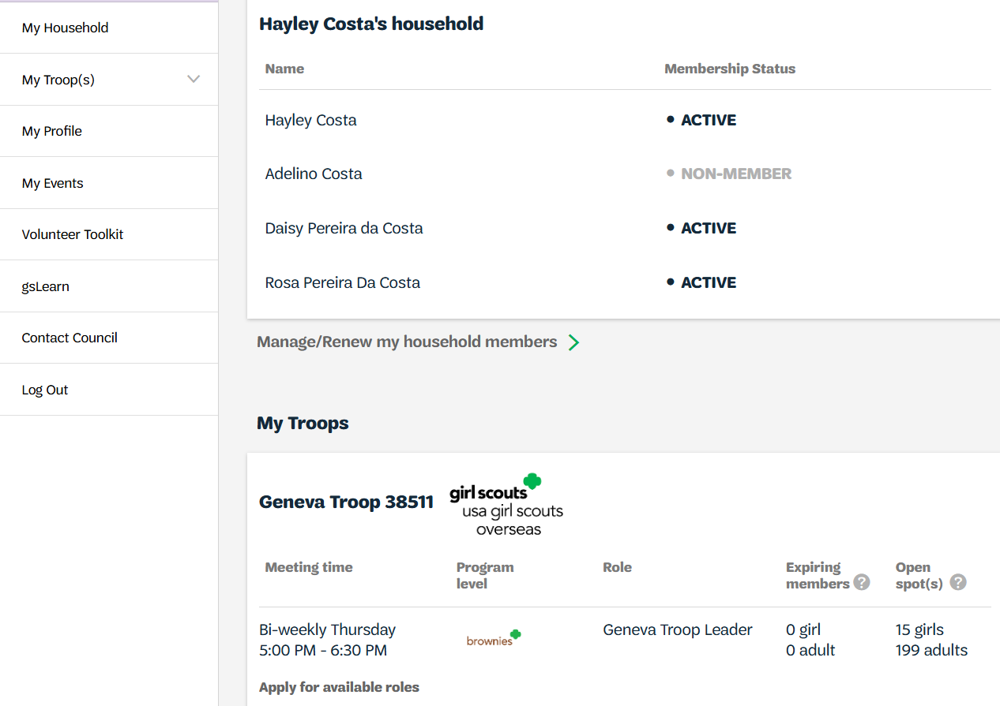 My Household
My Troop(s)
My Profile
My Events
Volunteer Toolkit
gsLearn
Contact Council
Log Out
Hayley Costa's household
Name Membership Status
Hayley Costa • ACTIVE
Adelino Costa • NON-MEMBER
Daisy Pereira da Costa • ACTIVE
Rosa Pereira Da Costa • ACTIVE
Manage/Renew my household members
My Troops
Geneva Troop 38511
girl scouts
usa girl scouts
overseas
Meeting time Program level Role Expiring members ? Open spot(s) ?
Bi-weekly Thursday brownies Geneva Troop Leader 0 girl 15 girls
5:00 PM - 6:30 PM 0 adult 199 adults
Apply for available roles